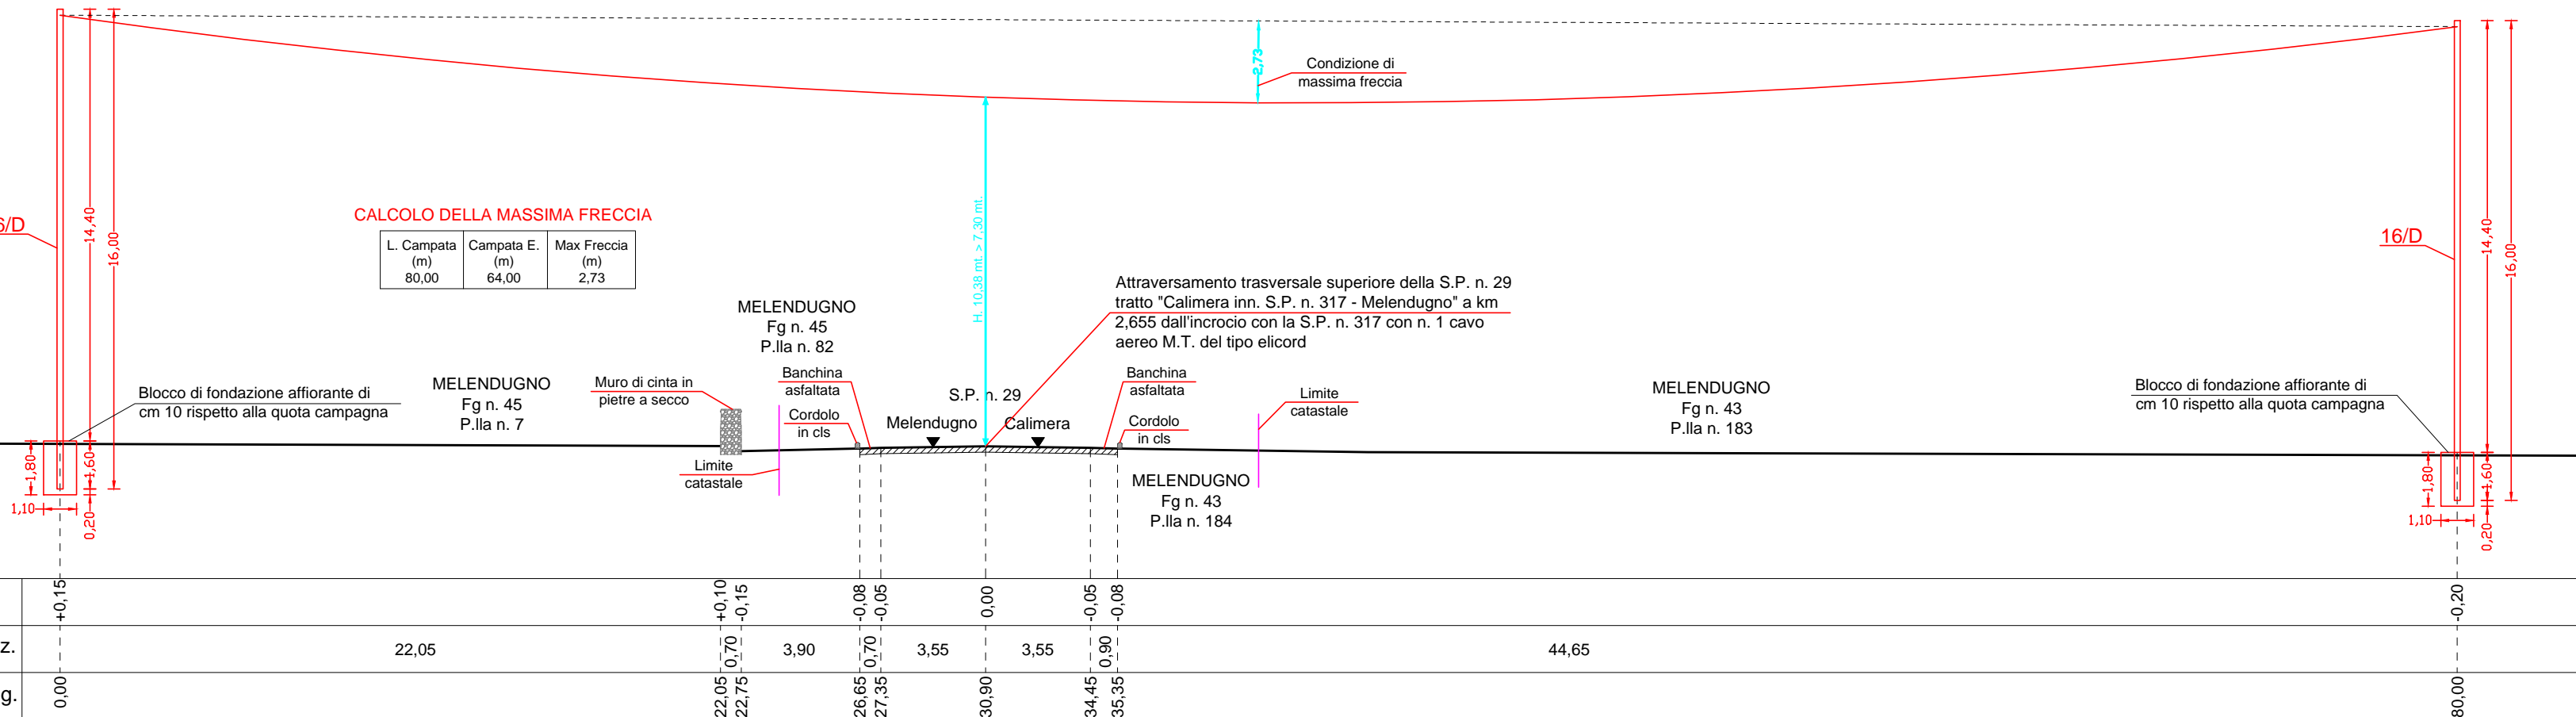 2,73
Condizione di
massima freccia
6/D
14,40
16,00
CALCOLO DELLA MASSIMA FRECCIA
L. Campata
(m)
80,00
Campata E.
(m)
64,00
Max Freccia
(m)
2,73
H. 10,38 mt. > 7,30 mt.
16/D
14,40
16,00
Attraversamento trasversale superiore della S.P. n. 29
tratto "Calimera inn. S.P. n. 317 - Melendugno" a km
2,655 dall'incrocio con la S.P. n. 317 con n. 1 cavo
aereo M.T. del tipo elicord
MELENDUGNO
Fg n. 45
P.lla n. 82
Blocco di fondazione affiorante di
cm 10 rispetto alla quota campagna
MELENDUGNO
Fg n. 45
P.lla n. 7
Muro di cinta in
pietre a secco
Banchina
asfaltata
Cordolo
in cls
S.P. n. 29
Melendugno
Calimera
Banchina
asfaltata
Cordolo
in cls
Limite
catastale
MELENDUGNO
Fg n. 43
P.lla n. 183
Blocco di fondazione affiorante di
cm 10 rispetto alla quota campagna
1,80
1,60
1,10
0,20
Limite
catastale
MELENDUGNO
Fg n. 43
P.lla n. 184
1,80
1,60
1,10
0,20
+0,15
+0,10
-0,15
-0,08
-0,05
0,00
-0,05
-0,08
-0,20
z.
22,05
0,70
3,90
0,70
3,55
3,55
0,90
44,65
g.
0,00
22,05
22,75
26,65
27,35
30,90
34,45
35,35
80,00